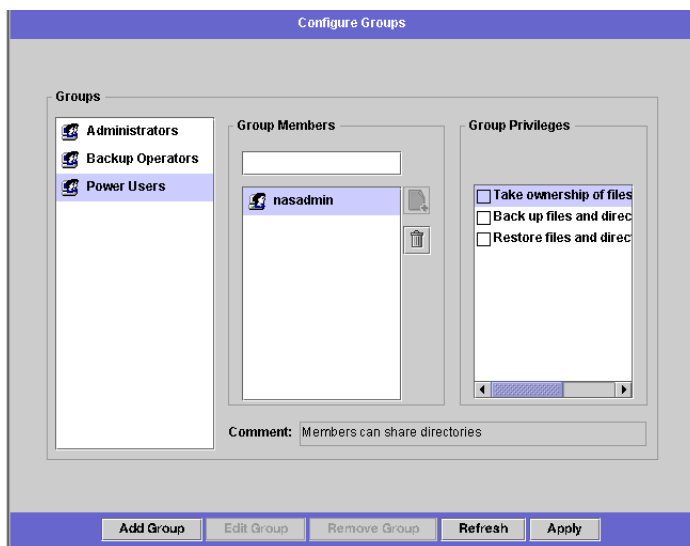 Configure Groups
Groups
Administrators
Backup Operators
Power Users
Group Members
nasadmin
Group Privileges
Take ownership of files
Back up files and direc
Restore files and direc
Comment: Members can share directories
Add Group
Edit Group
Remove Group
Refresh
Apply